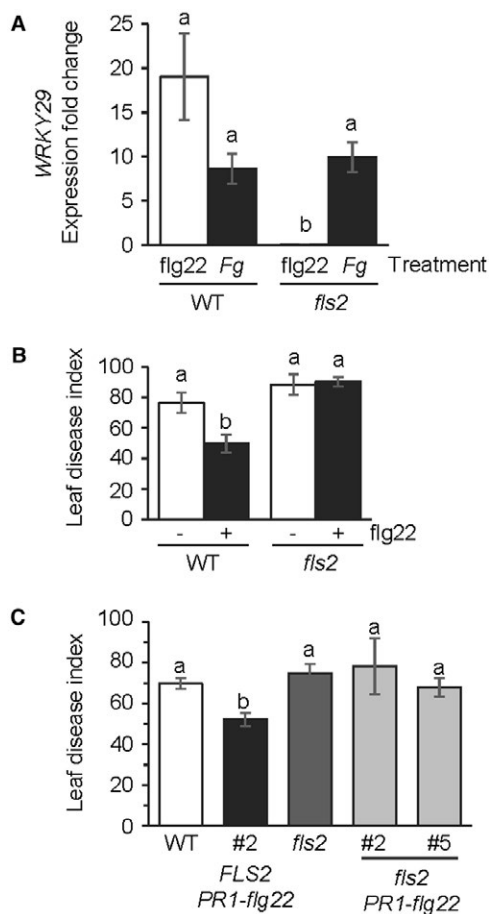 A
WRKY29
Expression fold change
25
20
15
10
5
0
a
a
b
a
flg22 Fg flg22 Fg Treatment
WT fls2
B
Leaf disease index
100
80
60
40
20
0
a
b
a
a
- + - + flg22
WT fls2
C
Leaf disease index
100
80
60
40
20
0
a
b
a
a
a
WT #2 fls2 #2 #5
FLS2 fls2
PR1-flg22 PR1-flg22